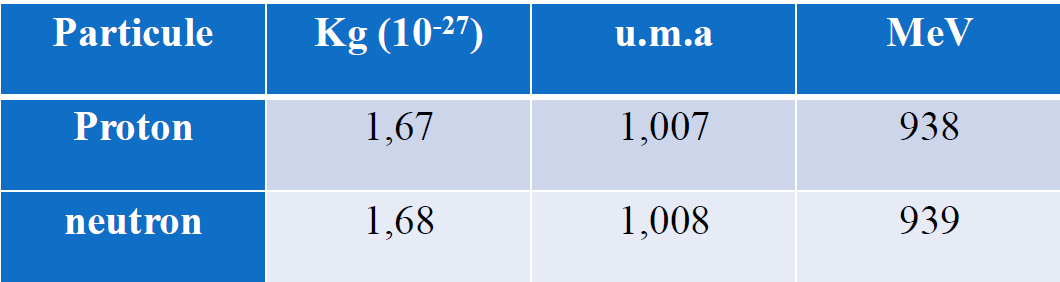 Particule Kg (10⁻²⁷) u.m.a MeV
Proton 1,67 1,007 938
neutron 1,68 1,008 939